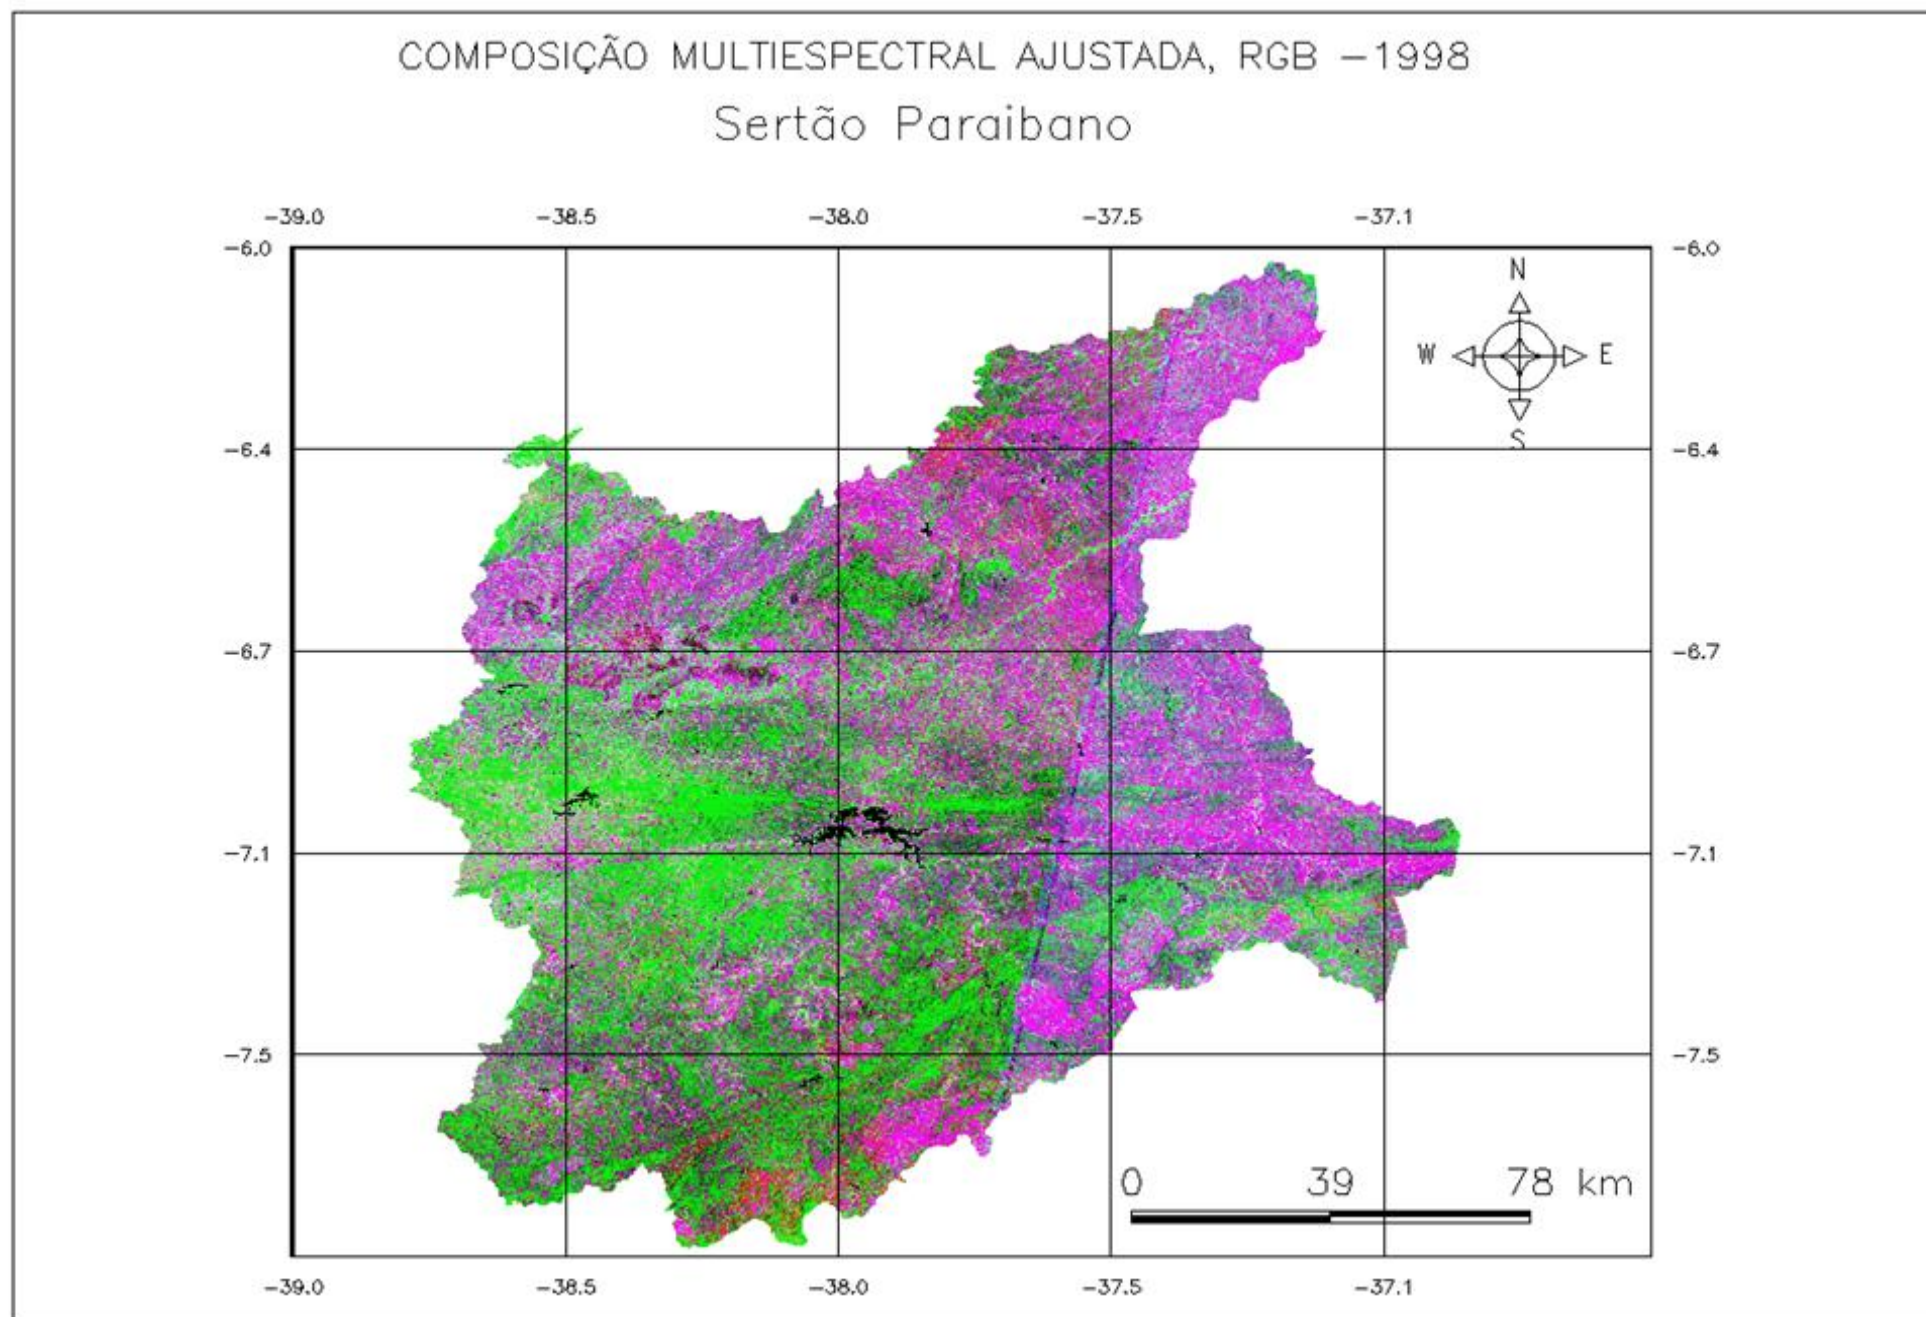 COMPOSIÇÃO MULTIESPECTRAL AJUSTADA, RGB -1998
Sertão Paraibano
-39.0 -38.5 -38.0 -37.5 -37.1
-6.0 -6.0
N
W E
S
-6.4 -6.4
-6.7 -6.7
-7.1 -7.1
-7.5 -7.5
0 39 78 km
-39.0 -38.5 -38.0 -37.5 -37.1